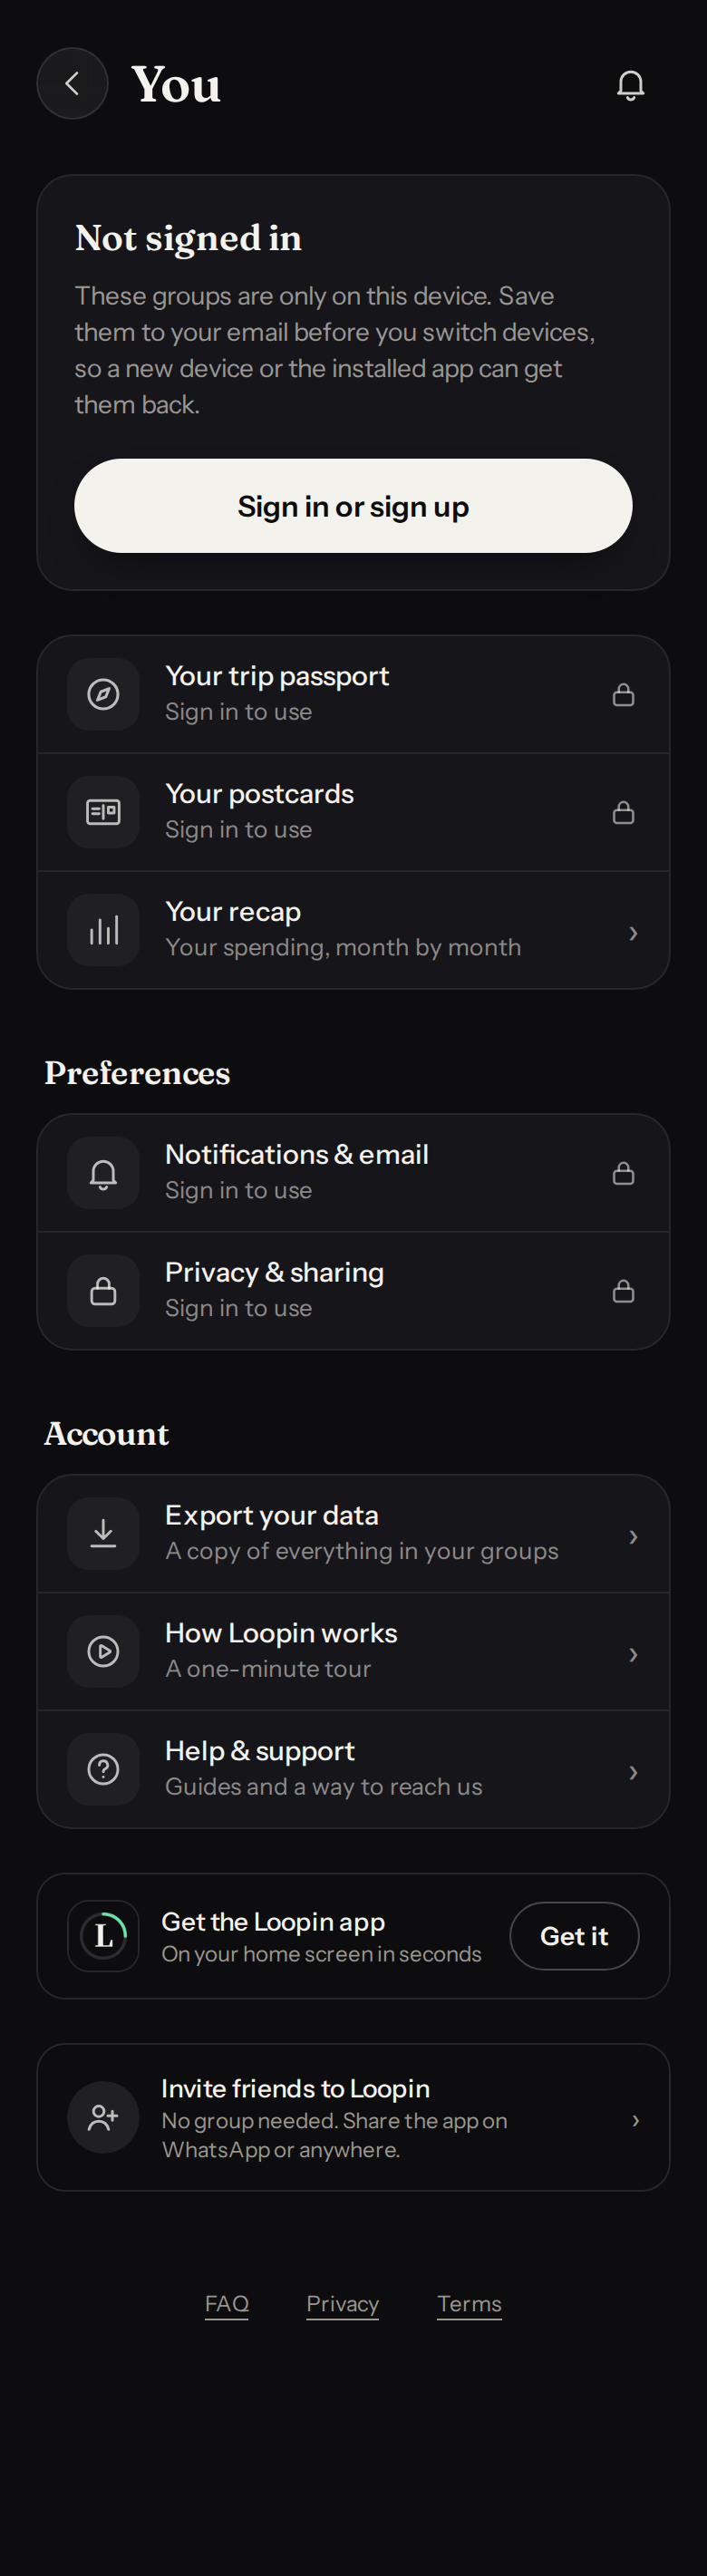 You
Not signed in
These groups are only on this device. Save
them to your email before you switch devices,
so a new device or the installed app can get
them back.
Sign in or sign up
Your trip passport
Sign in to use
Your postcards
Sign in to use
Your recap
Your spending, month by month
Preferences
Notifications & email
Sign in to use
Privacy & sharing
Sign in to use
Account
Export your data
A copy of everything in your groups
How Loopin works
A one-minute tour
Help & support
Guides and a way to reach us
L
Get the Loopin app
On your home screen in seconds
Get it
Invite friends to Loopin
No group needed. Share the app on
WhatsApp or anywhere.
FAQ Privacy Terms